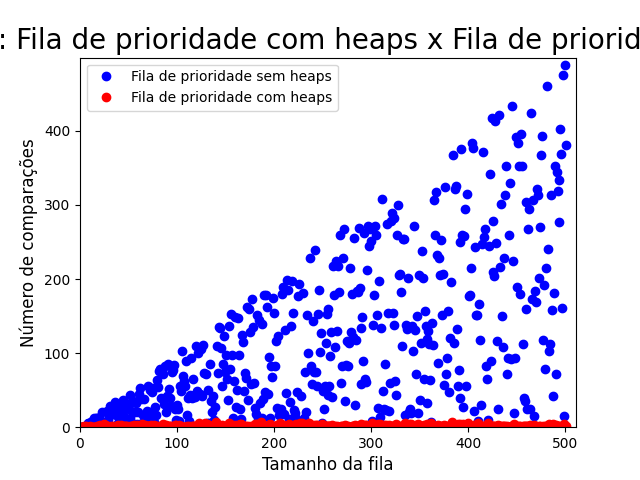 : Fila de prioridade com heaps x Fila de priorid
Fila de prioridade sem heaps
Fila de prioridade com heaps
Número de comparações
400
300
200
100
0
0 100 200 300 400 500
Tamanho da fila